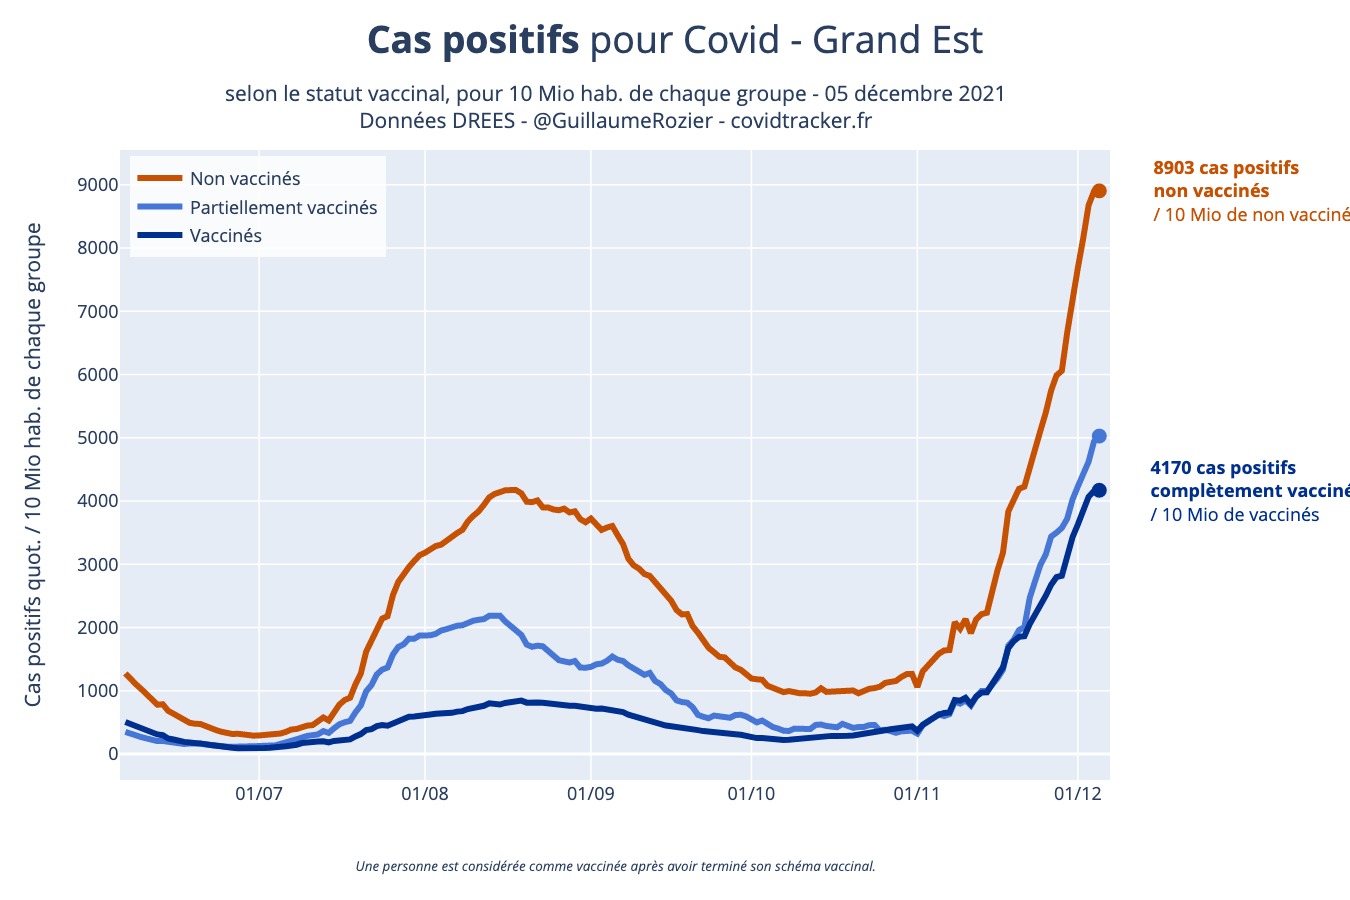 Cas positifs pour Covid - Grand Est
selon le statut vaccinal, pour 10 Mio hab. de chaque groupe - 05 décembre 2021
Données DREES - @GuillaumeRozier - covidtracker.fr
Non vaccinés
Partiellement vaccinés
Vaccinés
Cas positifs quot. / 10 Mio hab. de chaque groupe
9000
8000
7000
6000
5000
4000
3000
2000
1000
0
01/07
01/08
01/09
01/10
01/11
01/12
8903 cas positifs
non vaccinés
/ 10 Mio de non vacciné
4170 cas positifs
complètement vacciné
/ 10 Mio de vaccinés
Une personne est considérée comme vaccinée après avoir terminé son schéma vaccinal.